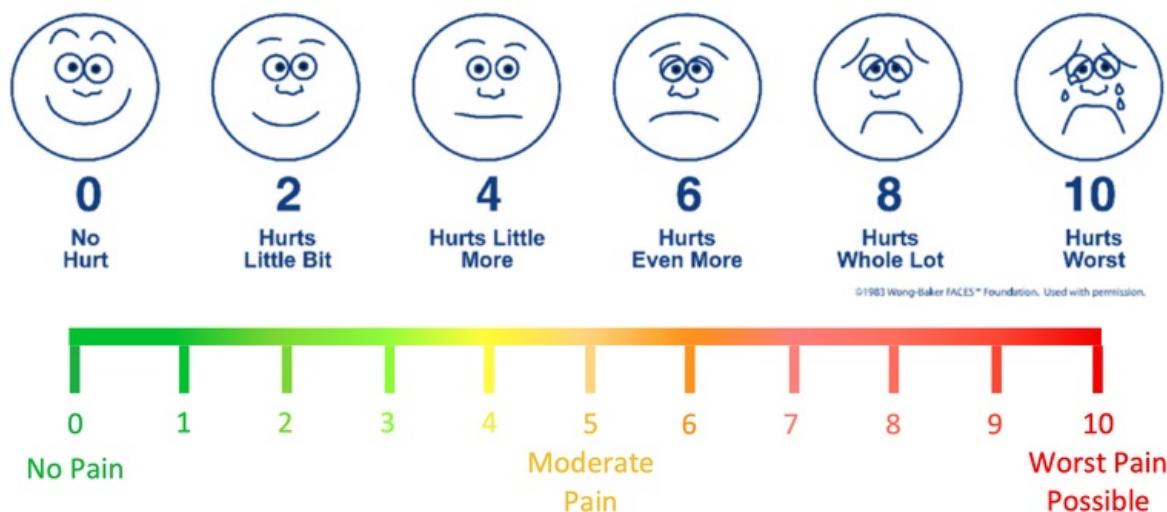 0 2 4 6 8 10
No Hurts Hurts Little Hurts Hurts Hurts
Hurt Little Bit More Even More Whole Lot Worst
©1983 Wong-Baker FACES™ Foundation. Used with permission.
0 1 2 3 4 5 6 7 8 9 10
No Pain Moderate Worst Pain
Pain Possible